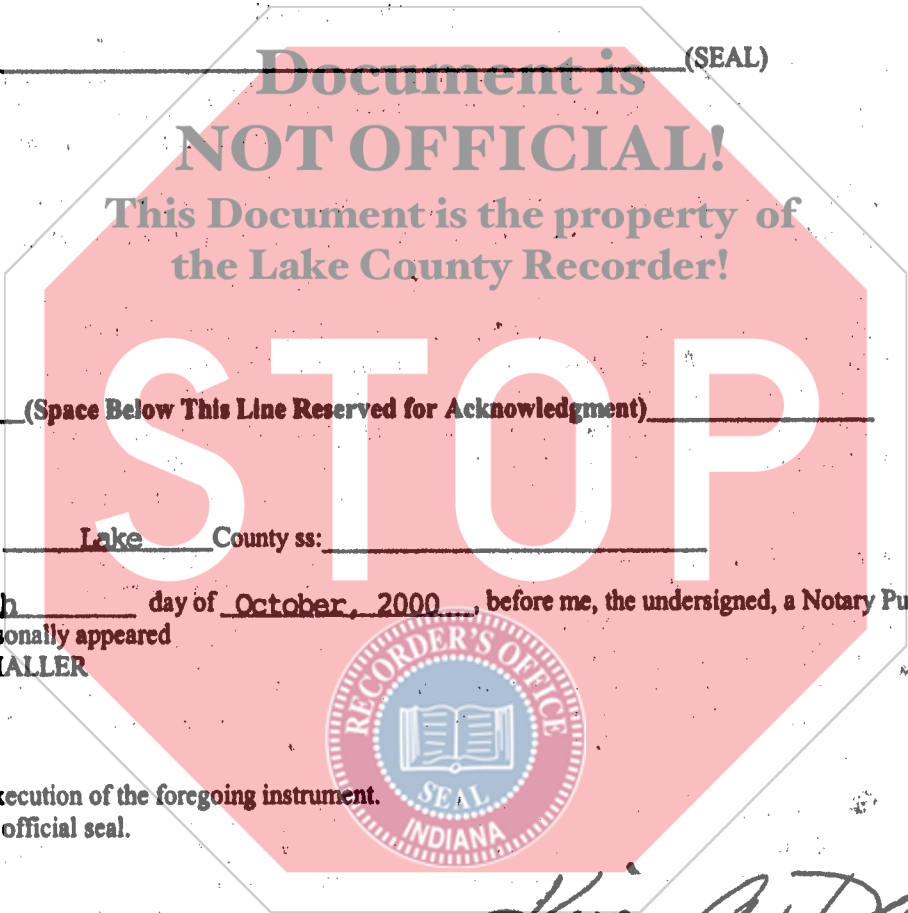 (SEAL)
Document is
NOT OFFICIAL!
This Document is the property of
the Lake County Recorder!
STOP
(Space Below This Line Reserved for Acknowledgment)
Lake County ss:
h day of October, 2000, before me, the undersigned, a Notary Pu
sonally appeared
ALLER
RECORDER'S OFFICE
SEAL
INDIANA
xecution of the foregoing instrument.
official seal.